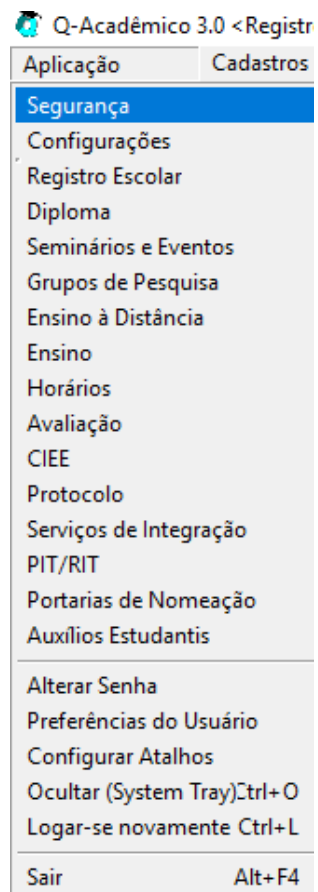 Q-Acadêmico 3.0 <Registr
Aplicação Cadastros
Segurança
Configurações
Registro Escolar
Diploma
Seminários e Eventos
Grupos de Pesquisa
Ensino à Distância
Ensino
Horários
Avaliação
CIEE
Protocolo
Serviços de Integração
PIT/RIT
Portarias de Nomeação
Auxílios Estudantis
Alterar Senha
Preferências do Usuário
Configurar Atalhos
Ocultar (System Tray) Ctrl+O
Logar-se novamente Ctrl+L
Sair Alt+F4